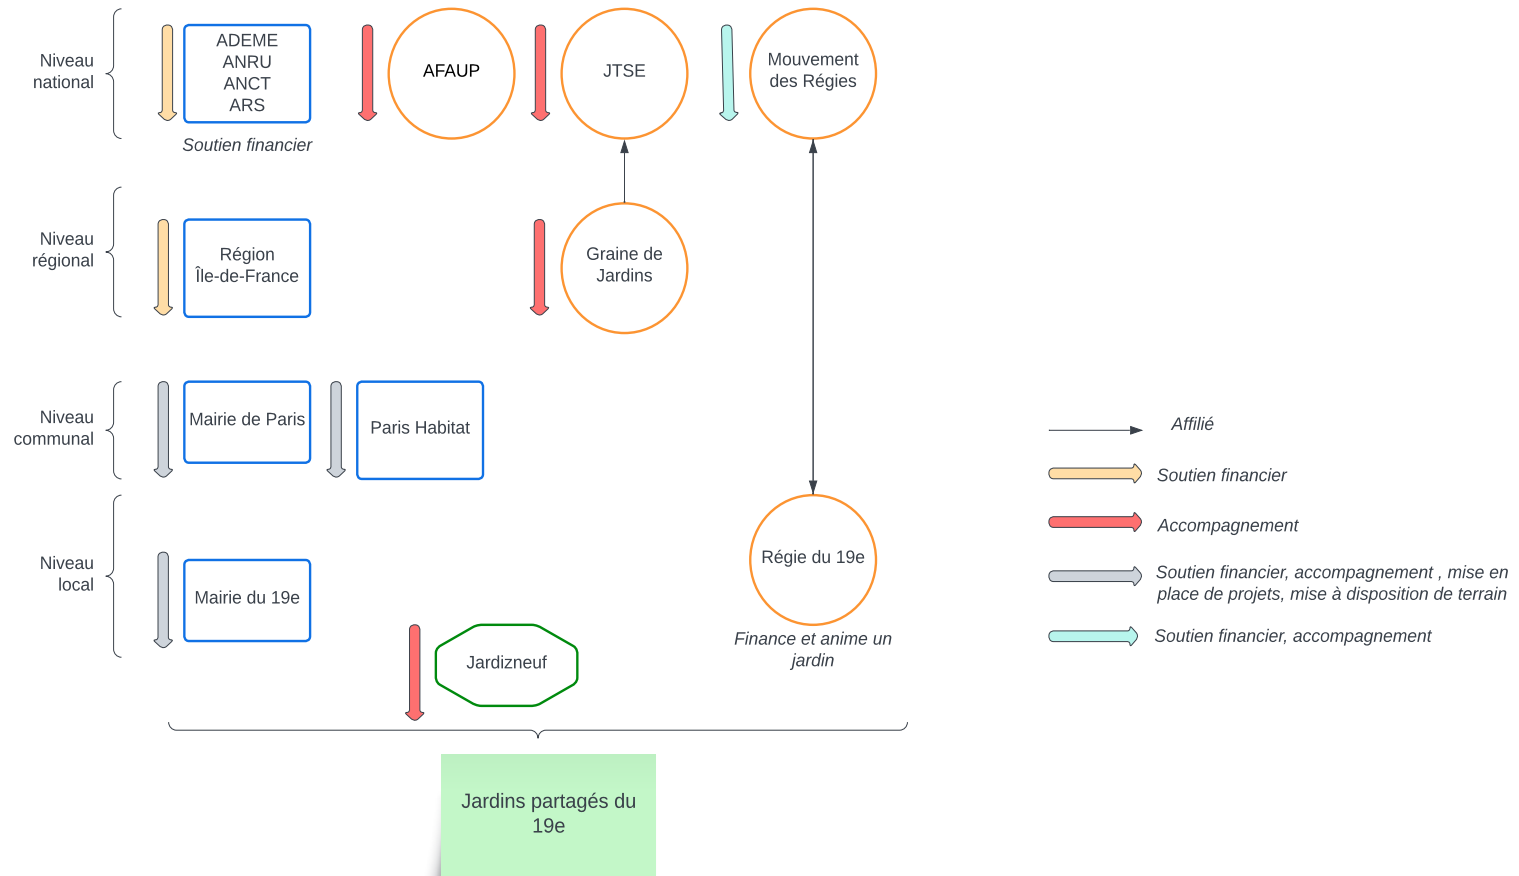 Niveau
national
ADEME
ANRU
ANCT
ARS
Soutien financier
AFAUP
JTSE
Mouvement
des Régies
Niveau
régional
Région
Île-de-France
Graine de
Jardins
Niveau
communal
Mairie de Paris
Paris Habitat
Niveau
local
Mairie du 19e
Régie du 19e
Finance et anime un
jardin
Jardizneuf
Jardins partagés du
19e
Affilié
Soutien financier
Accompagnement
Soutien financier, accompagnement , mise en
place de projets, mise à disposition de terrain
Soutien financier, accompagnement